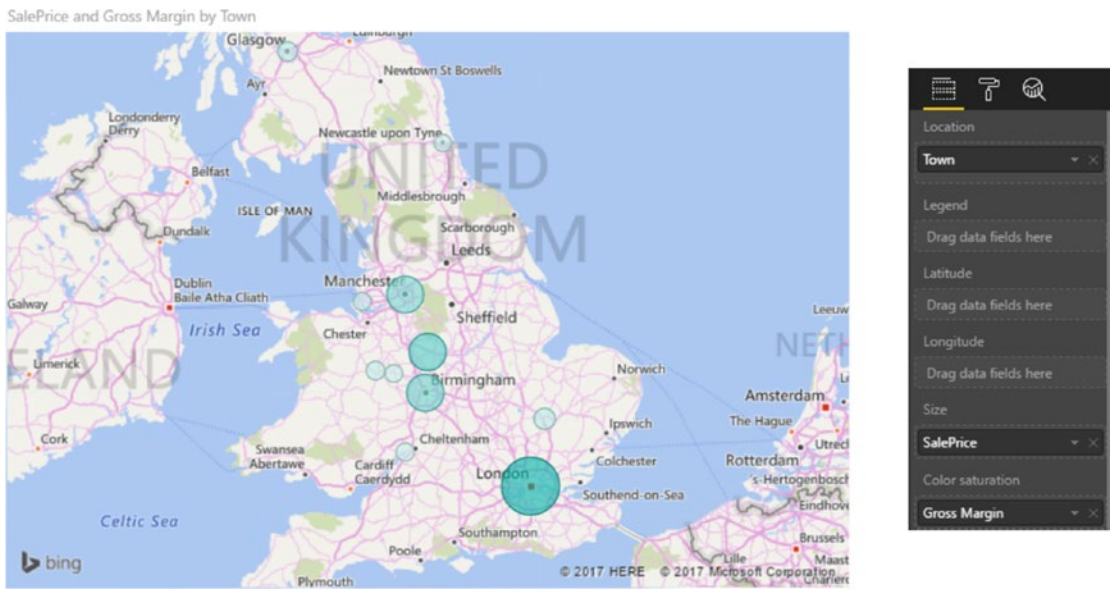 SalePrice and Gross Margin by Town
Glasgow
Edinburgh
Newtown St Boswells
Ayr
Londonderry
Derry
Newcastle upon Tyne
UNITED
KINGDOM
Belfast
Middlesbrough
ISLE OF MAN
Scarborough
Dundalk
Leeds
Dublin
Baile Atha Cliath
Manchester
Galway
Irish Sea
Chester
Sheffield
Leeuw
NETH
ELAND
Limerick
Birmingham
Norwich
Amsterdam
Li
Cork
Ipswich
The Hague
Utrech
Swansea
Abertawe
Cheltenham
Colchester
Rotterdam
Cardiff
Caerdydd
London
Southend-on-Sea
's-Hertogenbosch
Eindhove
Celtic Sea
Southampton
Brussels
Poole
Lille
Maast
bing
© 2017 HERE © 2017 Microsoft Corporation
Charlero
Plymouth
Location
Town
Legend
Drag data fields here
Latitude
Drag data fields here
Longitude
Drag data fields here
Size
SalePrice
Color saturation
Gross Margin